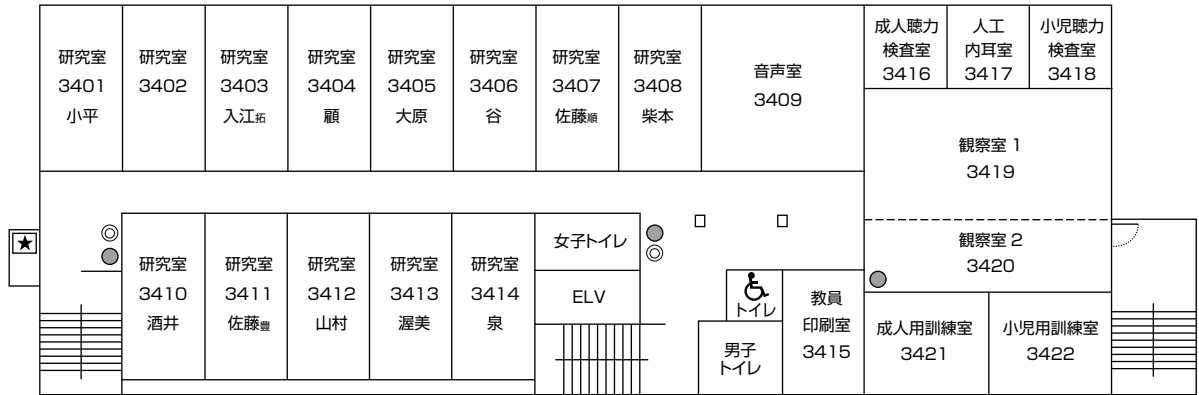 研究室
3401
小平
研究室
3402
研究室
3403
入江拓
研究室
3404
顧
研究室
3405
大原
研究室
3406
谷
研究室
3407
佐藤順
研究室
3408
柴本
音声室
3409
成人聴力
検査室
3416
人工
内耳室
3417
小児聴力
検査室
3418
観察室 1
3419
観察室 2
3420
研究室
3410
酒井
研究室
3411
佐藤豊
研究室
3412
山村
研究室
3413
渥美
研究室
3414
泉
女子トイレ
ELV
トイレ
男子
トイレ
教員
印刷室
3415
成人用訓練室
3421
小児用訓練室
3422